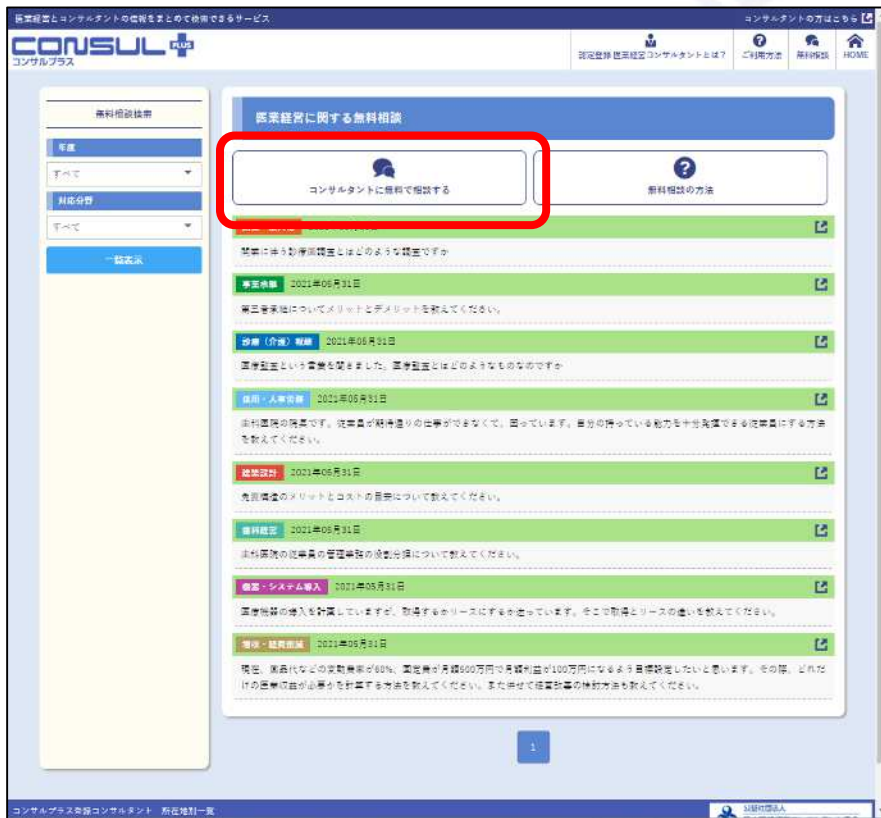 医業経営とコンサルタントの情報をまとめて検索できるサービス
コンサルタントの方はこちら
CONSUL PLUS
コンサルプラス
認定登録 医業経営コンサルタントとは?
ご利用方法
無料相談
HOME
無料相談検索
年度
すべて
対応分野
すべて
一覧表示
医業経営に関する無料相談
コンサルタントに無料で相談する
無料相談の方法
開業に伴う診療圏調査とはどのような調査ですか
事業承継 2021年05月31日
第三者承継についてメリットとデメリットを教えてください。
診療(介護)報酬 2021年05月31日
医療監査という言葉を聞きました。医療監査とはどのようなものなのですか
採用・人事労務 2021年05月31日
歯科医院の院長です。従業員が期待通りの仕事ができなくて、困っています。自分の持っている能力を十分発揮できる従業員にする方法
を教えてください。
建築設計 2021年05月31日
免震構造のメリットとコストの目安について教えてください。
歯科経営 2021年05月31日
歯科医院の従業員の管理業務の役割分担について教えてください。
機器・システム導入 2021年05月31日
医療機器の導入を計画していますが、取得するかリースにするか迷っています。そこで取得とリースの違いを教えてください。
増収・経費削減 2021年05月31日
現在、医薬品代などの変動費率が60%、固定費が月額600万円で月額利益が100万円になるよう目標設定したいと思います。その際、どれだ
けの医業収益が必要かを計算する方法を教えてください。また併せて経営改善の検討方法も教えてください。
1
コンサルプラス登録コンサルタント 所在地別一覧
公益社団法人